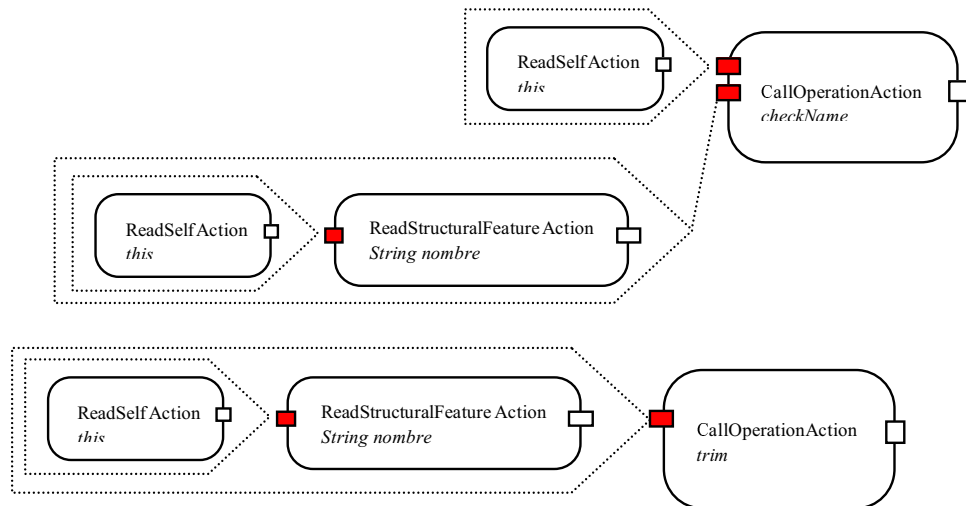 ReadSelfAction
this
CallOperationAction
checkName
ReadSelfAction
this
ReadStructuralFeature Action
String nombre
ReadSelfAction
this
ReadStructuralFeature Action
String nombre
CallOperationAction
trim